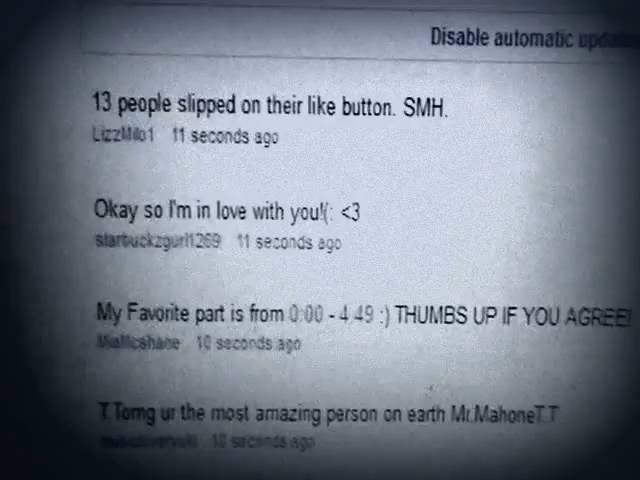 Disable automatic
13 people slipped on their like button. SMH.
LizzMilo1 11 seconds ago
Okay so I'm in love with you!(: <3
starbuckzgurl1269 11 seconds ago
My Favorite part is from 0:00 - 4:49 :) THUMBS UP IF YOU AGREE!
10 seconds ago
T.Tomg ur the most amazing person on earth Mr.MahoneT.T
10 seconds ago